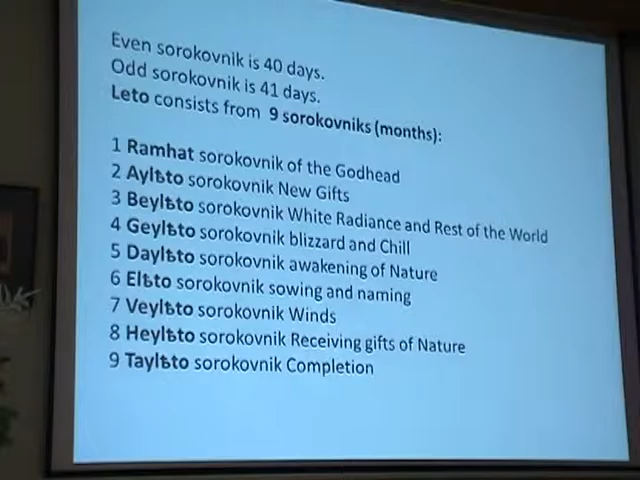 Even sorokovnik is 40 days.
Odd sorokovnik is 41 days.
Leto consists from 9 sorokovniks (months):
1 Ramhat sorokovnik of the Godhead
2 Aylѣto sorokovnik New Gifts
3 Beylѣto sorokovnik White Radiance and Rest of the World
4 Geylѣto sorokovnik blizzard and Chill
5 Daylѣto sorokovnik awakening of Nature
6 Elѣto sorokovnik sowing and naming
7 Veylѣto sorokovnik Winds
8 Heylѣto sorokovnik Receiving gifts of Nature
9 Taylѣto sorokovnik Completion